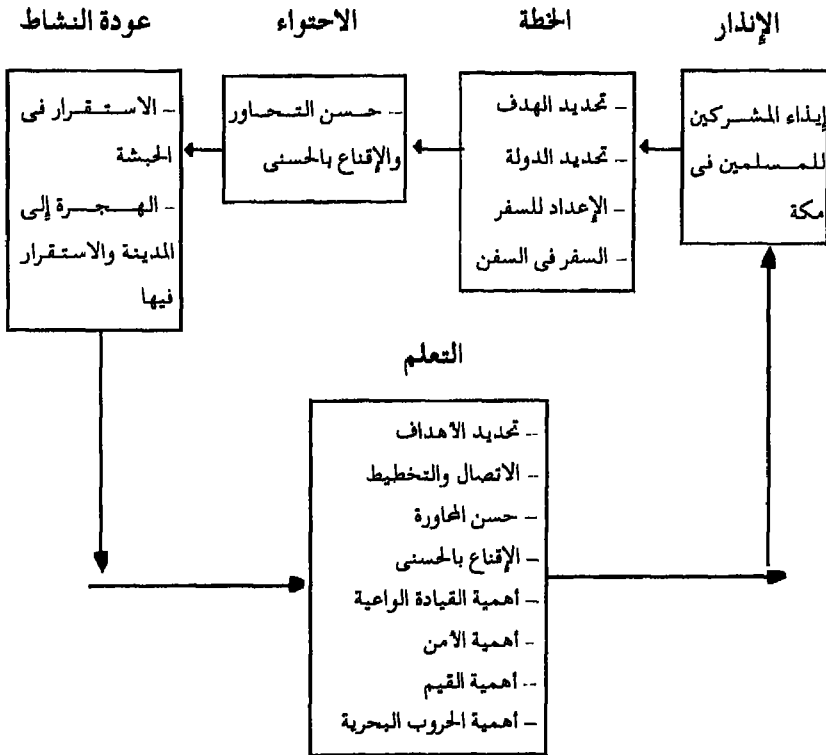 الإنذار
إيذاء المشركين
للمسلمين فى
مكة
الخطة
– تحديد الهدف
– تحديد الدولة
– الإعداد للسفر
– السفر فى السفن
الاحتواء
– حسن التحاور
والإقناع بالحسنى
عودة النشاط
– الاستقرار فى
الحبشة
– الهجرة إلى
المدينة والاستقرار
فيها
التعلم
– تحديد الأهداف
– الاتصال والتخطيط
– حسن المحاورة
– الإقناع بالحسنى
– أهمية القيادة الواعية
– أهمية الأمن
– أهمية القيم
– أهمية الحروب البحرية